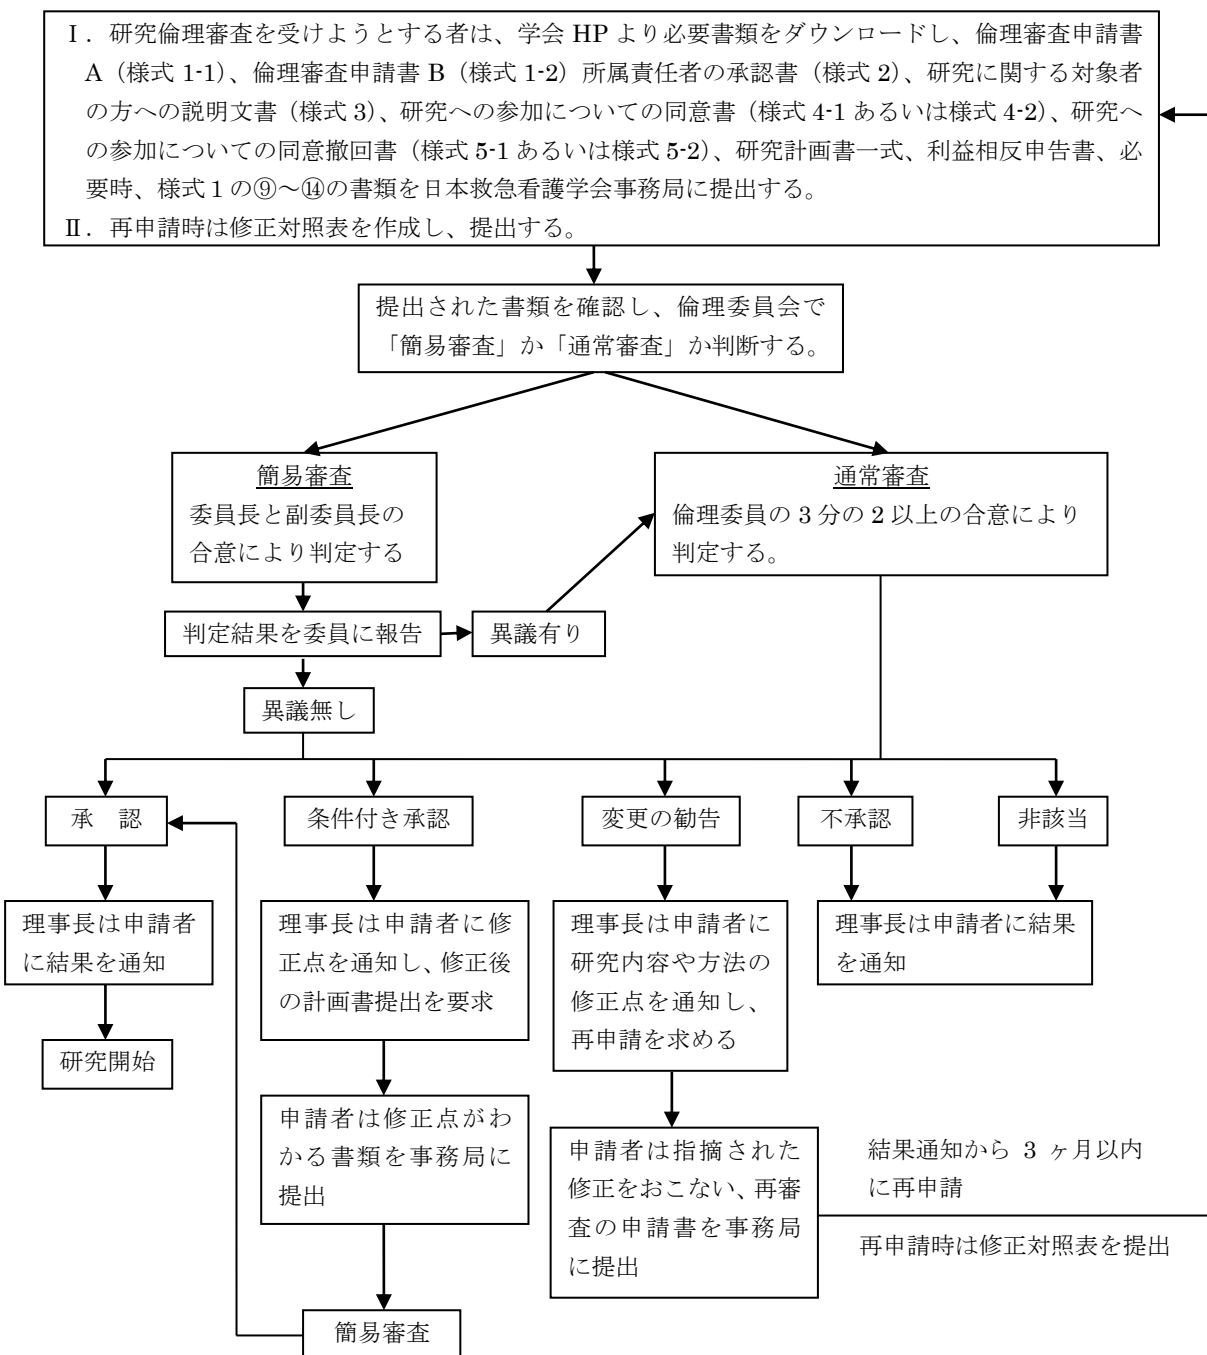 Ⅰ．研究倫理審査を受けようとする者は、学会 HP より必要書類をダウンロードし、倫理審査申請書
A（様式 1-1）、倫理審査申請書 B（様式 1-2）所属責任者の承認書（様式 2）、研究に関する対象者
の方への説明文書（様式 3）、研究への参加についての同意書（様式 4-1 あるいは様式 4-2）、研究へ
の参加についての同意撤回書（様式 5-1 あるいは様式 5-2）、研究計画書一式、利益相反申告書、必
要時、様式 1 の⑨～⑭の書類を日本救急看護学会事務局に提出する。
Ⅱ．再申請時は修正対照表を作成し、提出する。
提出された書類を確認し、倫理委員会で
「簡易審査」か「通常審査」か判断する。
簡易審査
委員長と副委員長の
合意により判定する
通常審査
倫理委員の 3 分の 2 以上の合意により
判定する。
判定結果を委員に報告
異議有り
異議無し
承　認
条件付き承認
変更の勧告
不承認
非該当
理事長は申請者
に結果を通知
理事長は申請者に修
正点を通知し、修正後
の計画書提出を要求
理事長は申請者に
研究内容や方法の
修正点を通知し、
再申請を求める
理事長は申請者に結果
を通知
研究開始
申請者は修正点がわ
かる書類を事務局に
提出
申請者は指摘された
修正をおこない、再審
査の申請書を事務局
に提出
結果通知から 3 ヶ月以内
に再申請
再申請時は修正対照表を提出
簡易審査